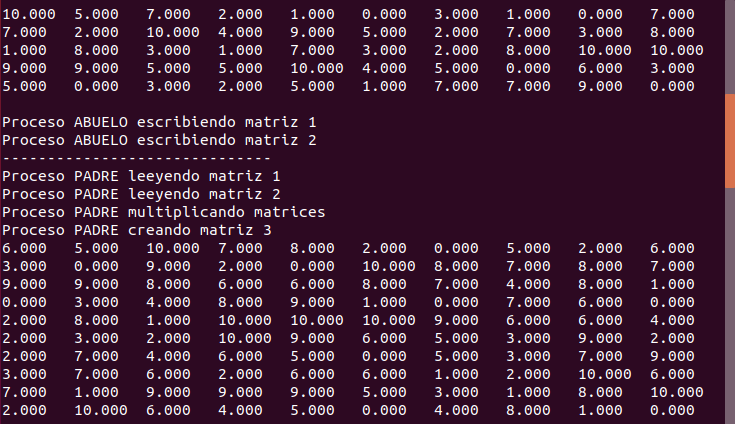 10.000 5.000 7.000 2.000 1.000 0.000 3.000 1.000 0.000 7.000
7.000 2.000 10.000 4.000 9.000 5.000 2.000 7.000 3.000 8.000
1.000 8.000 3.000 1.000 7.000 3.000 2.000 8.000 10.000 10.000
9.000 9.000 5.000 5.000 10.000 4.000 5.000 0.000 6.000 3.000
5.000 0.000 3.000 2.000 5.000 1.000 7.000 7.000 9.000 0.000
Proceso ABUELO escribiendo matriz 1
Proceso ABUELO escribiendo matriz 2
------------------------------
Proceso PADRE leeyendo matriz 1
Proceso PADRE leeyendo matriz 2
Proceso PADRE multiplicando matrices
Proceso PADRE creando matriz 3
6.000 5.000 10.000 7.000 8.000 2.000 0.000 5.000 2.000 6.000
3.000 0.000 9.000 2.000 0.000 10.000 8.000 7.000 8.000 7.000
9.000 9.000 8.000 6.000 6.000 8.000 7.000 4.000 8.000 1.000
0.000 3.000 4.000 8.000 9.000 1.000 0.000 7.000 6.000 0.000
2.000 8.000 1.000 10.000 10.000 10.000 9.000 6.000 6.000 4.000
2.000 3.000 2.000 10.000 9.000 6.000 5.000 3.000 9.000 2.000
2.000 7.000 4.000 6.000 5.000 0.000 5.000 3.000 7.000 9.000
3.000 7.000 6.000 2.000 6.000 6.000 1.000 2.000 10.000 6.000
7.000 1.000 9.000 9.000 9.000 5.000 3.000 1.000 8.000 10.000
2.000 10.000 6.000 4.000 5.000 0.000 4.000 8.000 1.000 0.000